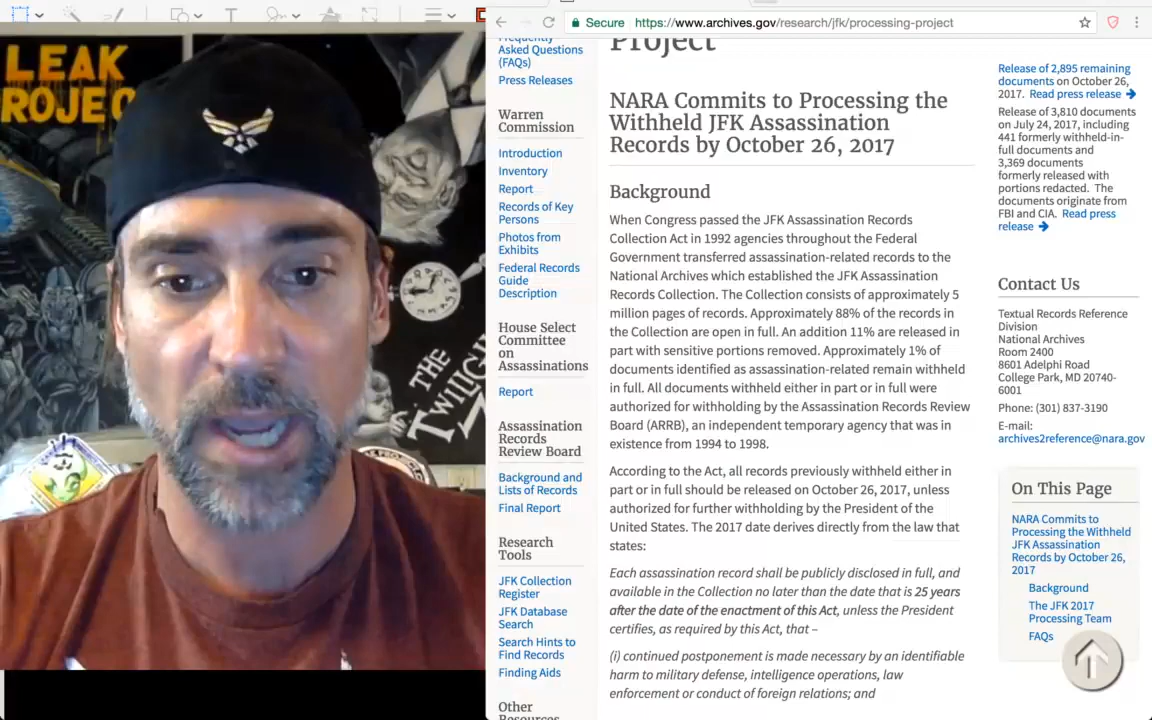 LEAK
PROJEC
THE
TWILIGH
Secure
https://www.archives.gov/research/jfk/processing-project
Frequently
Asked Questions
(FAQs)
Press Releases
Warren
Commission
Introduction
Inventory
Report
Records of Key
Persons
Photos from
Exhibits
Federal Records
Guide
Description
House Select
Committee
on
Assassinations
Report
Assassination
Records
Review Board
Background and
Lists of Records
Final Report
Research
Tools
JFK Collection
Register
JFK Database
Search
Search Hints to
Find Records
Finding Aids
Other
Resources
Project
NARA Commits to Processing the
Withheld JFK Assassination
Records by October 26, 2017
Background
When Congress passed the JFK Assassination Records
Collection Act in 1992 agencies throughout the Federal
Government transferred assassination-related records to the
National Archives which established the JFK Assassination
Records Collection. The Collection consists of approximately 5
million pages of records. Approximately 88% of the records in
the Collection are open in full. An addition 11% are released in
part with sensitive portions removed. Approximately 1% of
documents identified as assassination-related remain withheld
in full. All documents withheld either in part or in full were
authorized for withholding by the Assassination Records Review
Board (ARRB), an independent temporary agency that was in
existence from 1994 to 1998.
According to the Act, all records previously withheld either in
part or in full should be released on October 26, 2017, unless
authorized for further withholding by the President of the
United States. The 2017 date derives directly from the law that
states:
Each assassination record shall be publicly disclosed in full, and
available in the Collection no later than the date that is 25 years
after the date of the enactment of this Act, unless the President
certifies, as required by this Act, that –
(i) continued postponement is made necessary by an identifiable
harm to military defense, intelligence operations, law
enforcement or conduct of foreign relations; and
Release of 2,895 remaining
documents on October 26,
2017. Read press release
Release of 3,810 documents
on July 24, 2017, including
441 formerly withheld-in-
full documents and
3,369 documents
formerly released with
portions redacted. The
documents originate from
FBI and CIA. Read press
release
Contact Us
Textual Records Reference
Division
National Archives
Room 2400
8601 Adelphi Road
College Park, MD 20740-
6001
Phone: (301) 837-3190
E-mail:
archives2reference@nara.gov
On This Page
NARA Commits to
Processing the Withheld
JFK Assassination
Records by October 26,
2017
Background
The JFK 2017
Processing Team
FAQs